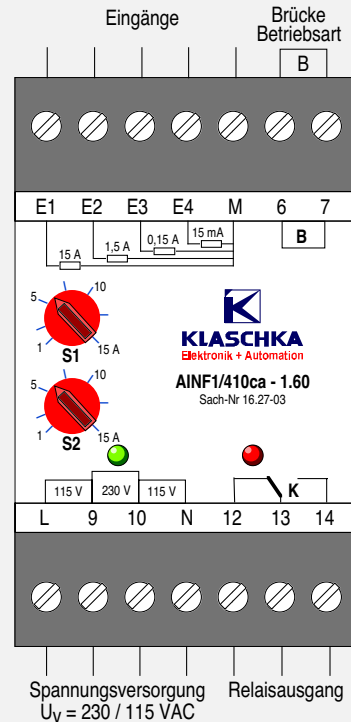 Eingänge
Brücke
Betriebsart
B
E1 E2 E3 E4 M 6 7
15 A
1,5 A
0,15 A
15 mA
B
1
5
10
15 A
S1
1
5
10
15 A
S2
KLASCHKA
Elektronik + Automation
AINF1/410ca - 1.60
Sach-Nr 16.27-03
115 V 230 V 115 V
K
L 9 10 N 12 13 14
Spannungsversorgung
UV = 230 / 115 VAC
Relaisausgang